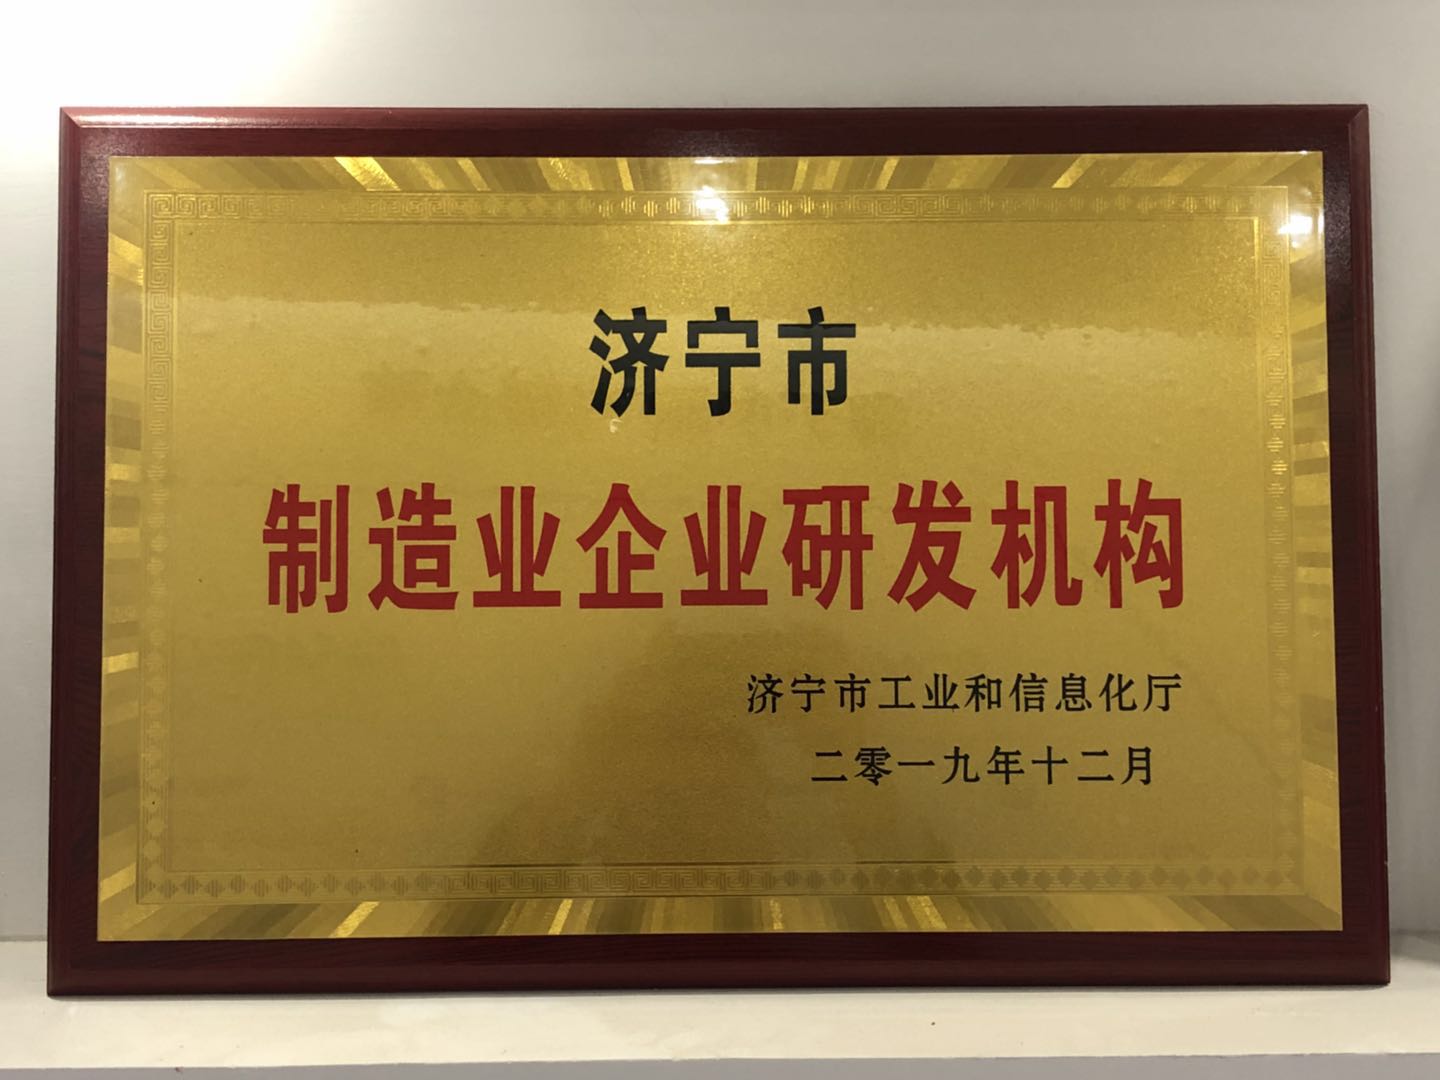 济宁市
制造业企业研发机构
济宁市工业和信息化厅
二零一九年十二月